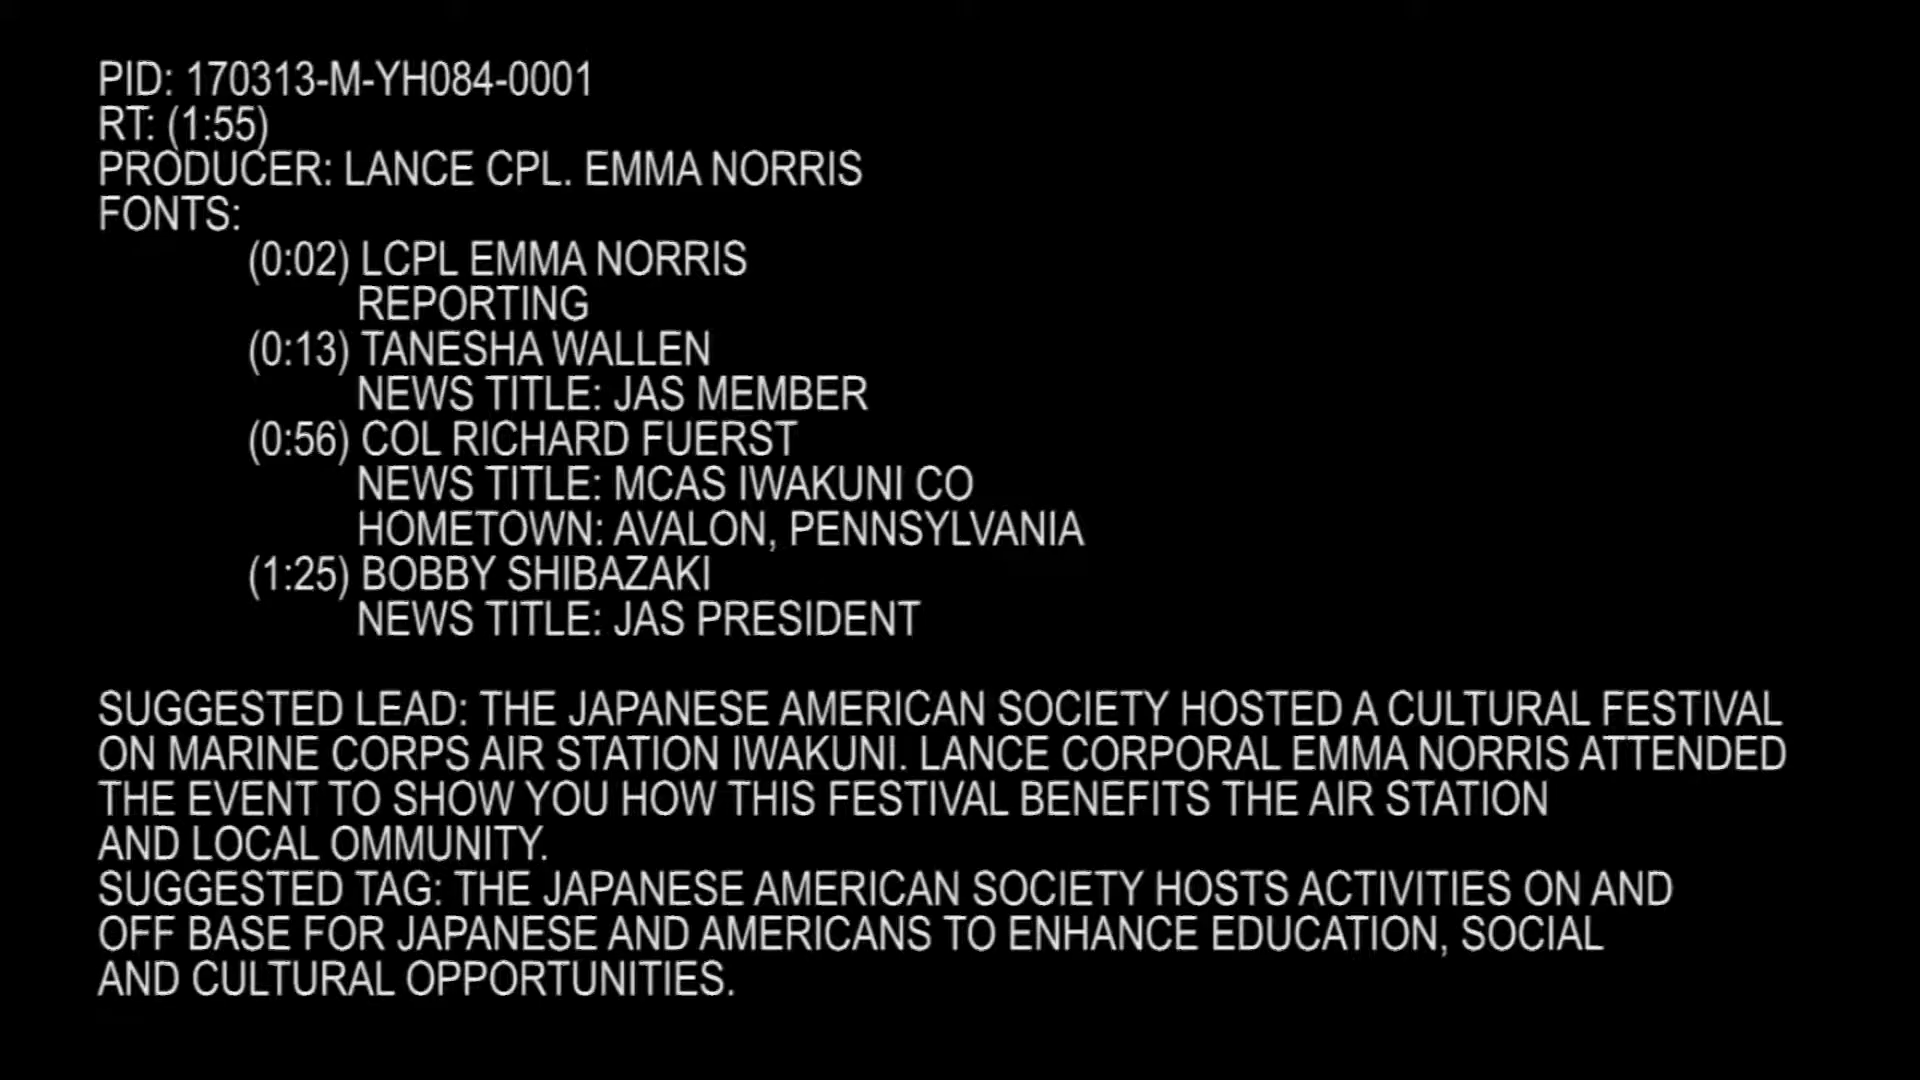 PID: 170313-M-YH084-0001
RT: (1:55)
PRODUCER: LANCE CPL. EMMA NORRIS
FONTS:
(0:02) LCPL EMMA NORRIS
REPORTING
(0:13) TANESHA WALLEN
NEWS TITLE: JAS MEMBER
(0:56) COL RICHARD FUERST
NEWS TITLE: MCAS IWAKUNI CO
HOMETOWN: AVALON, PENNSYLVANIA
(1:25) BOBBY SHIBAZAKI
NEWS TITLE: JAS PRESIDENT
SUGGESTED LEAD: THE JAPANESE AMERICAN SOCIETY HOSTED A CULTURAL FESTIVAL
ON MARINE CORPS AIR STATION IWAKUNI. LANCE CORPORAL EMMA NORRIS ATTENDED
THE EVENT TO SHOW YOU HOW THIS FESTIVAL BENEFITS THE AIR STATION
AND LOCAL OMMUNITY.
SUGGESTED TAG: THE JAPANESE AMERICAN SOCIETY HOSTS ACTIVITIES ON AND
OFF BASE FOR JAPANESE AND AMERICANS TO ENHANCE EDUCATION, SOCIAL
AND CULTURAL OPPORTUNITIES.